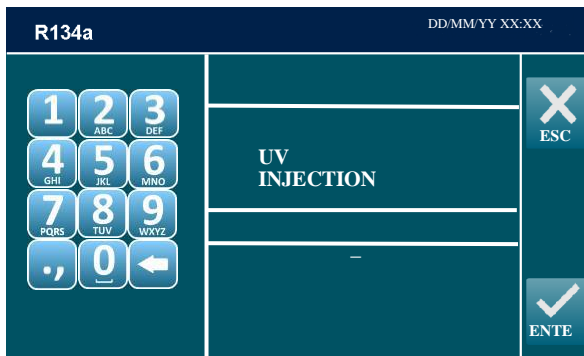 R134a
DD/MM/YY XX:XX
1 2 3
ABC DEF
4 5 6
GHI JKL MNO
7 8 9
PQRS TUV WXYZ
., 0
UV
INJECTION
_
ESC
ENTE